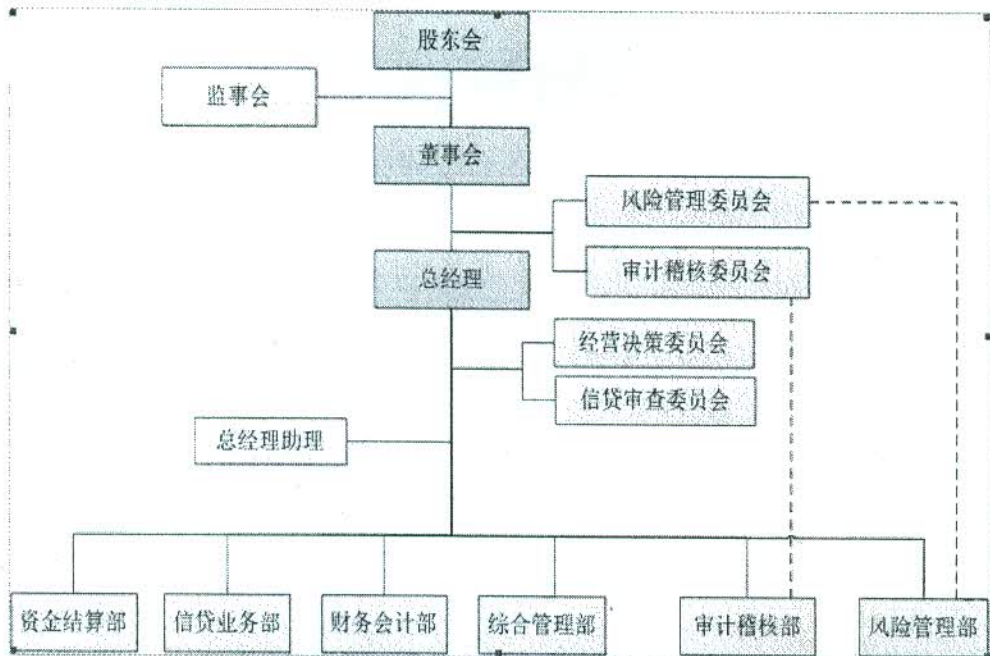 股东会
监事会
董事会
风险管理委员会
审计稽核委员会
总经理
经营决策委员会
信贷审查委员会
总经理助理
资金结算部
信贷业务部
财务会计部
综合管理部
审计稽核部
风险管理部